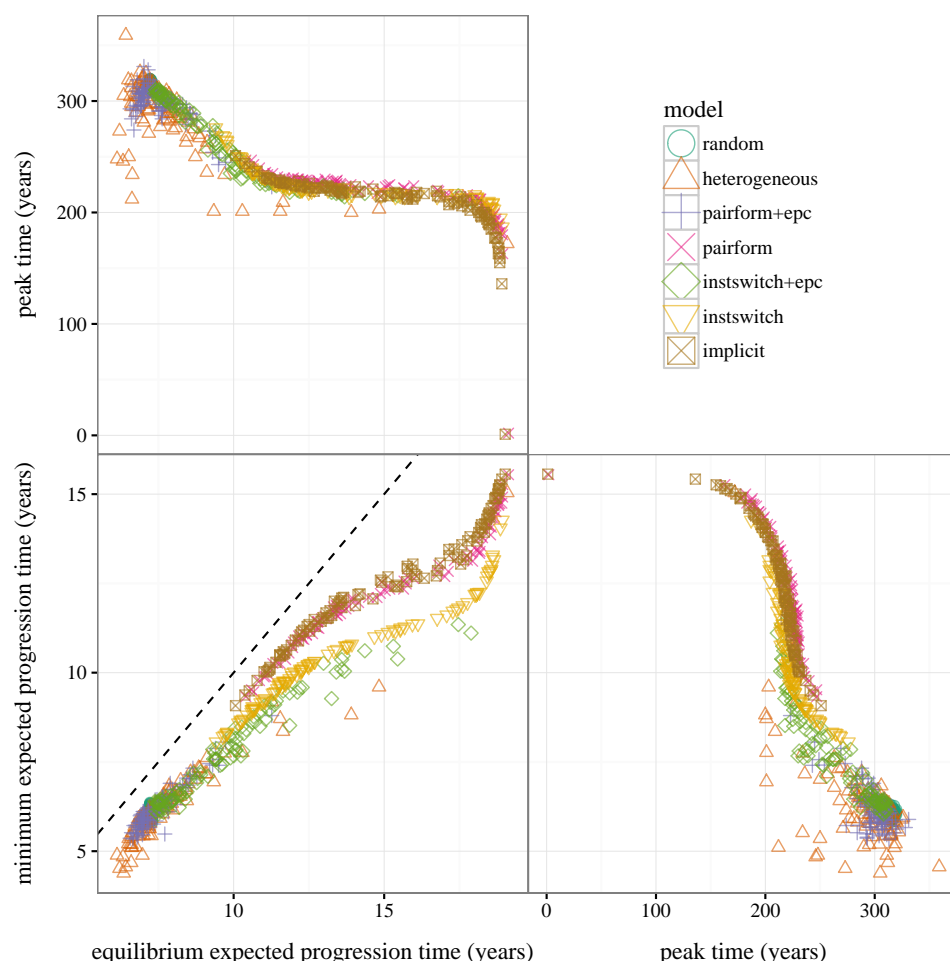 peak time (years)
300
200
100
0
model
random
heterogeneous
pairform+epc
pairform
instswitch+epc
instswitch
implicit
minimum expected progression time (years)
15
10
5
10
15
0
100
200
300
equilibrium expected progression time (years)
peak time (years)